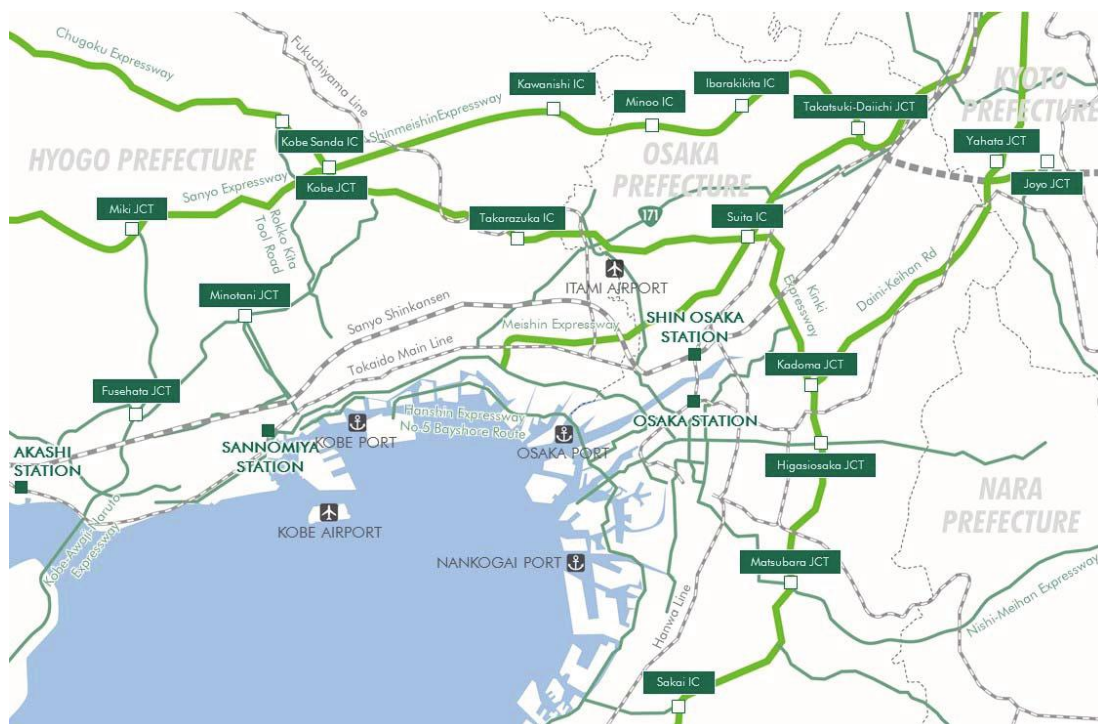 Chugoku Expressway
Fukuchiyama Line
Kawanishi IC
Minoo IC
Ibarakikita IC
Takatsuki-Daiichi JCT
KYOTO
PREFECTURE
ShinmeishinExpressway
Kobe Sanda IC
HYOGO PREFECTURE
OSAKA
PREFECTURE
Yahata JCT
Kobe JCT
Joyo JCT
Sanyo Expressway
Miki JCT
Takarazuka IC
171
Suita IC
Rokko Kita
Tool Road
ITAMI AIRPORT
Minotani JCT
Kinki
Expressway
Daini-Keihan Rd
Sanyo Shinkansen
Meishin Expressway
SHIN OSAKA
STATION
Tokaido Main Line
Kadoma JCT
Fusehata JCT
OSAKA STATION
Hanshin Expressway
No.5 Bayshore Route
KOBE PORT
OSAKA PORT
SANNOMIYA
STATION
AKASHI
STATION
Higasiosaka JCT
NARA
PREFECTURE
KOBE AIRPORT
Kobe-Awaji-Naruto
Expressway
NANKOGAI PORT
Matsubara JCT
Nishi-Meihan Expressway
Hanwa Line
Sakai IC